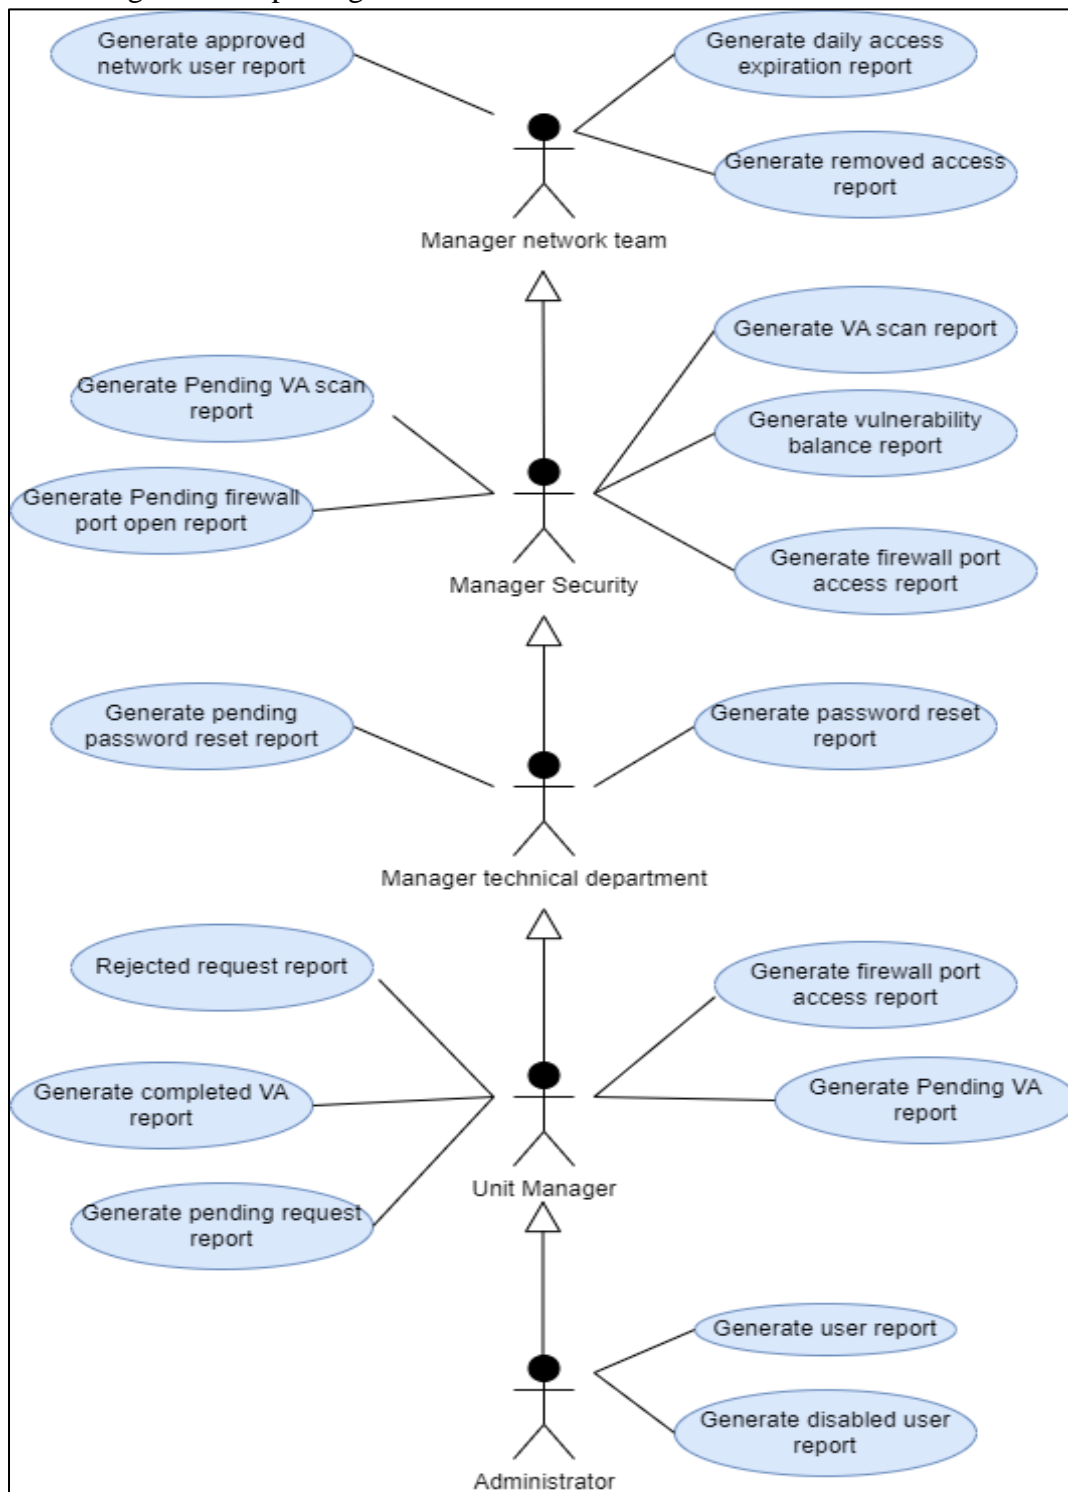 Generate approved
network user report
Generate daily access
expiration report
Generate removed access
report
Manager network team
Generate VA scan report
Generate Pending VA scan
report
Generate vulnerability
balance report
Generate Pending firewall
port open report
Generate firewall port
access report
Manager Security
Generate pending
password reset report
Generate password reset
report
Manager technical department
Rejected request report
Generate firewall port
access report
Generate completed VA
report
Generate Pending VA
report
Unit Manager
Generate pending request
report
Generate user report
Generate disabled user
report
Administrator